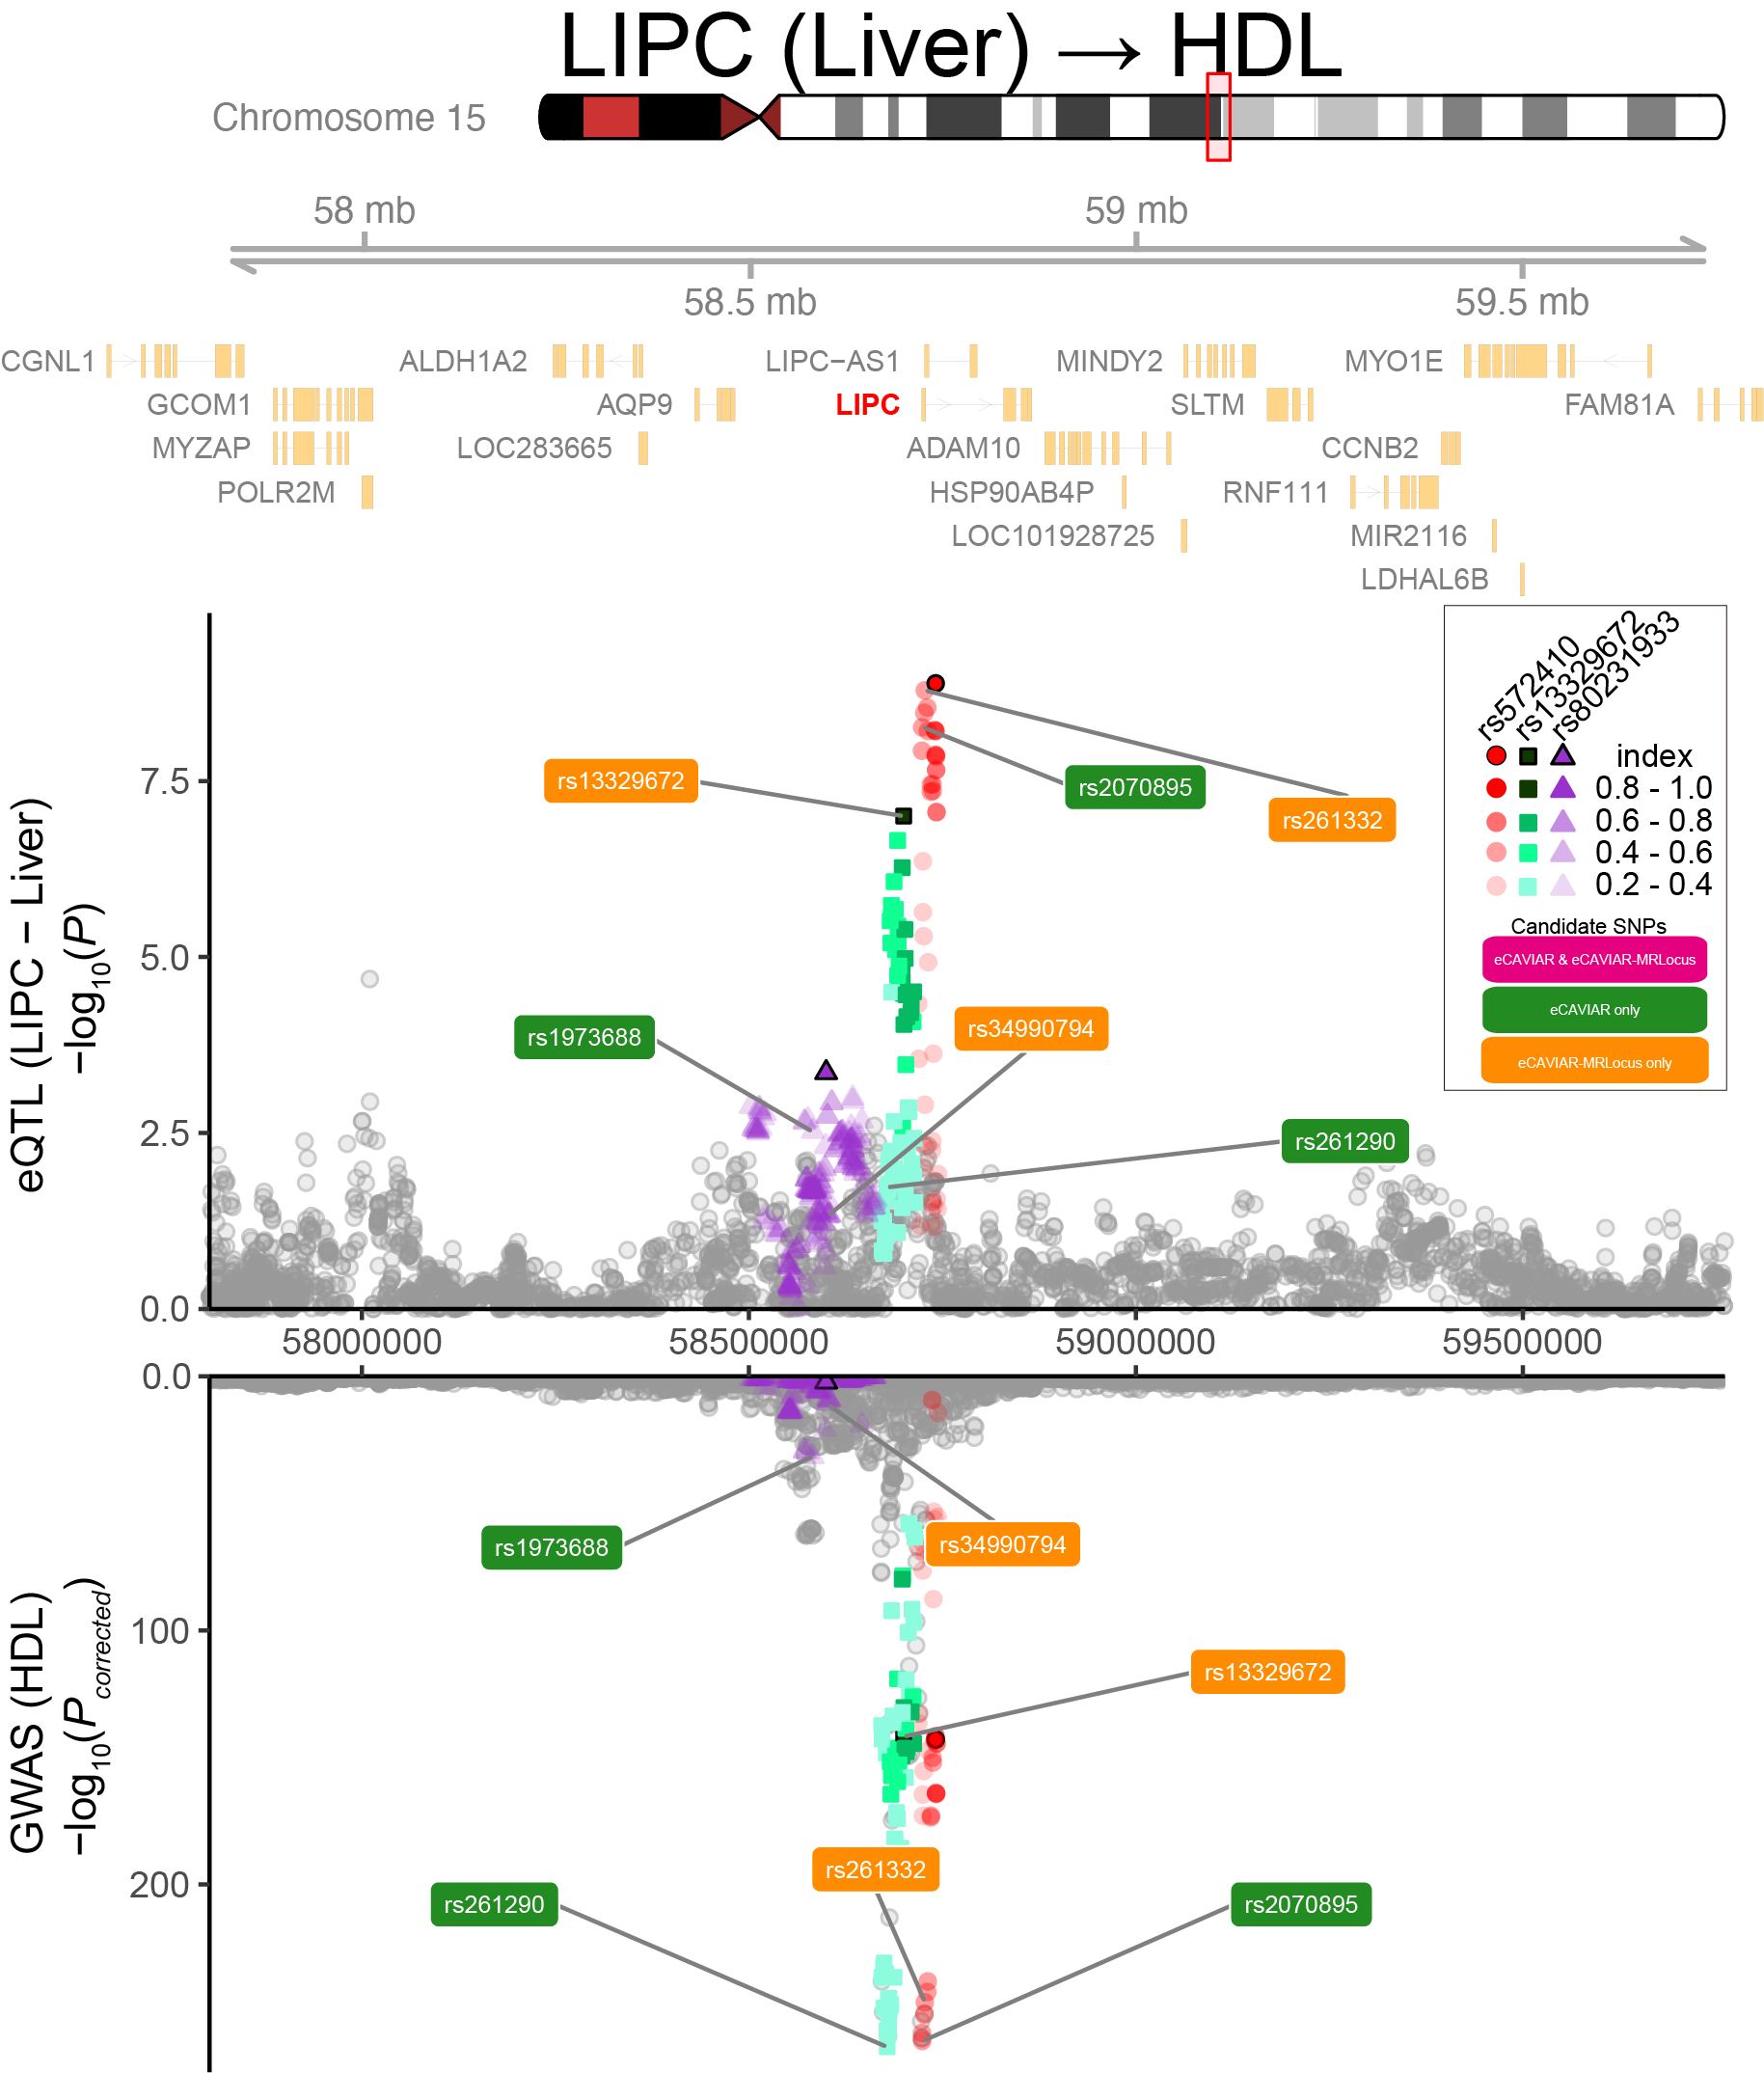 LIPC (Liver) → HDL
Chromosome 15
58 mb
59 mb
58.5 mb
59.5 mb
CGNL1
ALDH1A2
LIPC−AS1
MINDY2
MYO1E
GCOM1
AQP9
LIPC
SLTM
FAM81A
MYZAP
LOC283665
ADAM10
CCNB2
POLR2M
HSP90AB4P
RNF111
LOC101928725
MIR2116
LDHAL6B
rs572410
rs13329672
rs80231933
index
0.8 - 1.0
0.6 - 0.8
0.4 - 0.6
0.2 - 0.4
Candidate SNPs
eCAVIAR & eCAVIAR-MRLocus
eCAVIAR only
eCAVIAR-MRLocus only
eQTL (LIPC − Liver)
−log10(P)
7.5
5.0
2.5
0.0
rs13329672
rs2070895
rs261332
rs1973688
rs34990794
rs261290
58000000
58500000
59000000
59500000
GWAS (HDL)
−log10(Pcorrected)
0.0
100
200
rs1973688
rs34990794
rs13329672
rs261332
rs261290
rs2070895